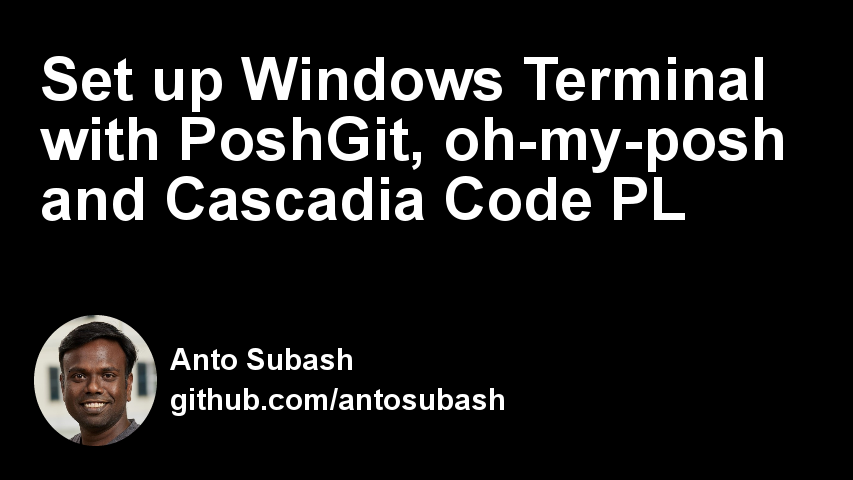 Set up Windows Terminal
with PoshGit, oh-my-posh
and Cascadia Code PL
Anto Subash
github.com/antosubash